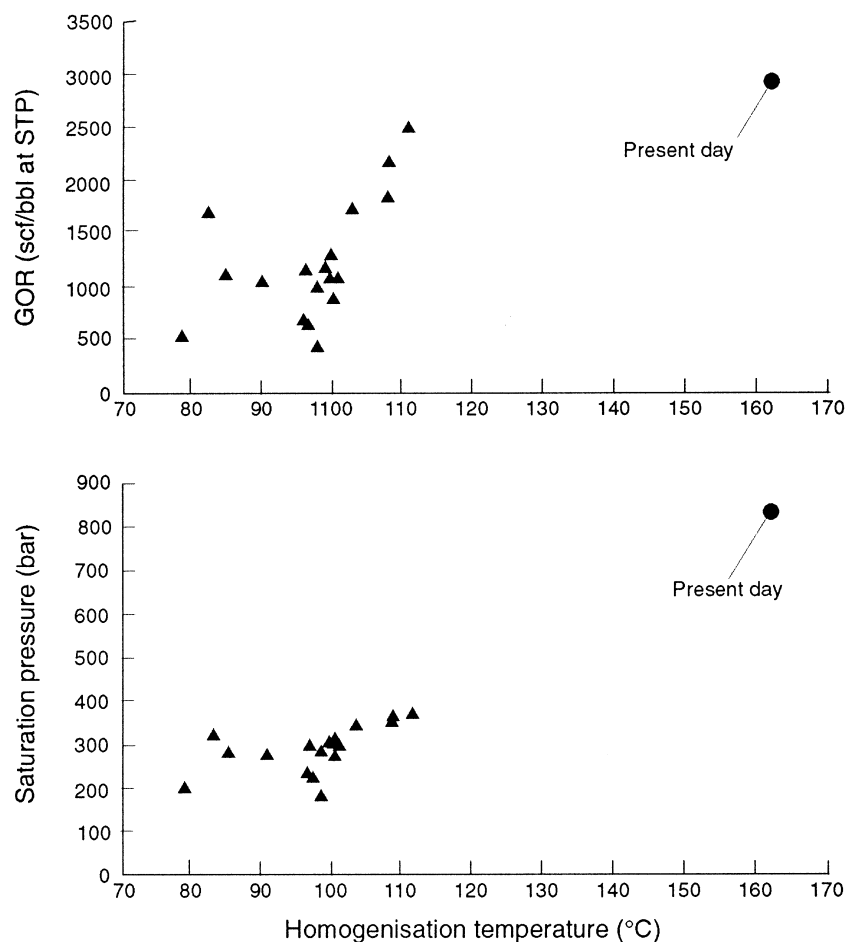 3500
3000
2500
2000
1500
1000
500
0
GOR (scf/bbl at STP)
Present day
70 80 90 1100 110 120 130 140 150 160 170
900
800
700
600
500
400
300
200
100
0
Saturation pressure (bar)
Present day
70 80 90 100 110 120 130 140 150 160 170
Homogenisation temperature (°C)